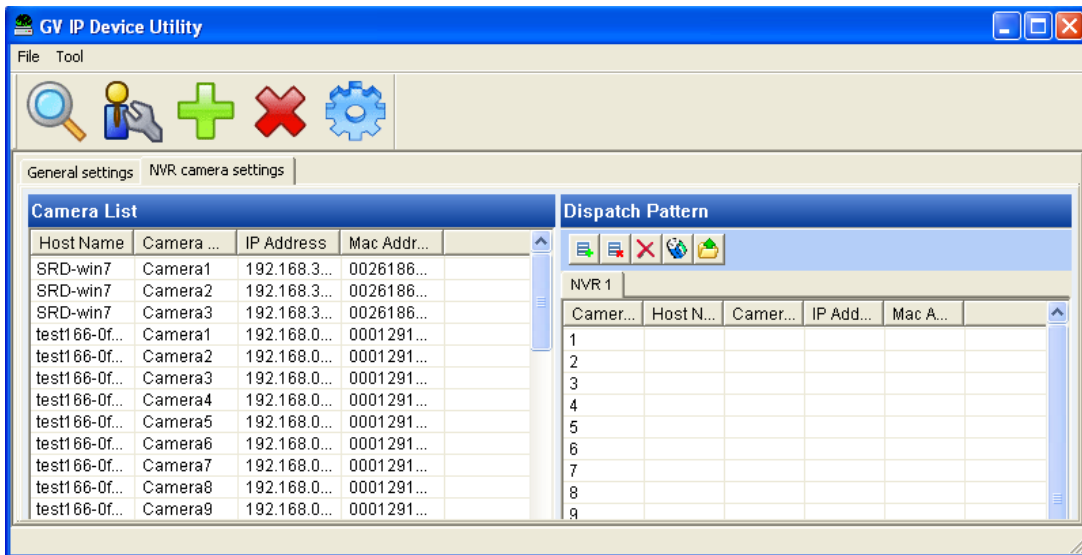 GV IP Device Utility
File Tool
General settings NVR camera settings
Camera List
Host Name Camera ... IP Address Mac Addr...
SRD-win7 Camera1 192.168.3... 0026186...
SRD-win7 Camera2 192.168.3... 0026186...
SRD-win7 Camera3 192.168.3... 0026186...
test166-0f... Camera1 192.168.0... 0001291...
test166-0f... Camera2 192.168.0... 0001291...
test166-0f... Camera3 192.168.0... 0001291...
test166-0f... Camera4 192.168.0... 0001291...
test166-0f... Camera5 192.168.0... 0001291...
test166-0f... Camera6 192.168.0... 0001291...
test166-0f... Camera7 192.168.0... 0001291...
test166-0f... Camera8 192.168.0... 0001291...
test166-0f... Camera9 192.168.0... 0001291...
Dispatch Pattern
NVR 1
Camer... Host N... Camer... IP Add... Mac A...
1
2
3
4
5
6
7
8
9